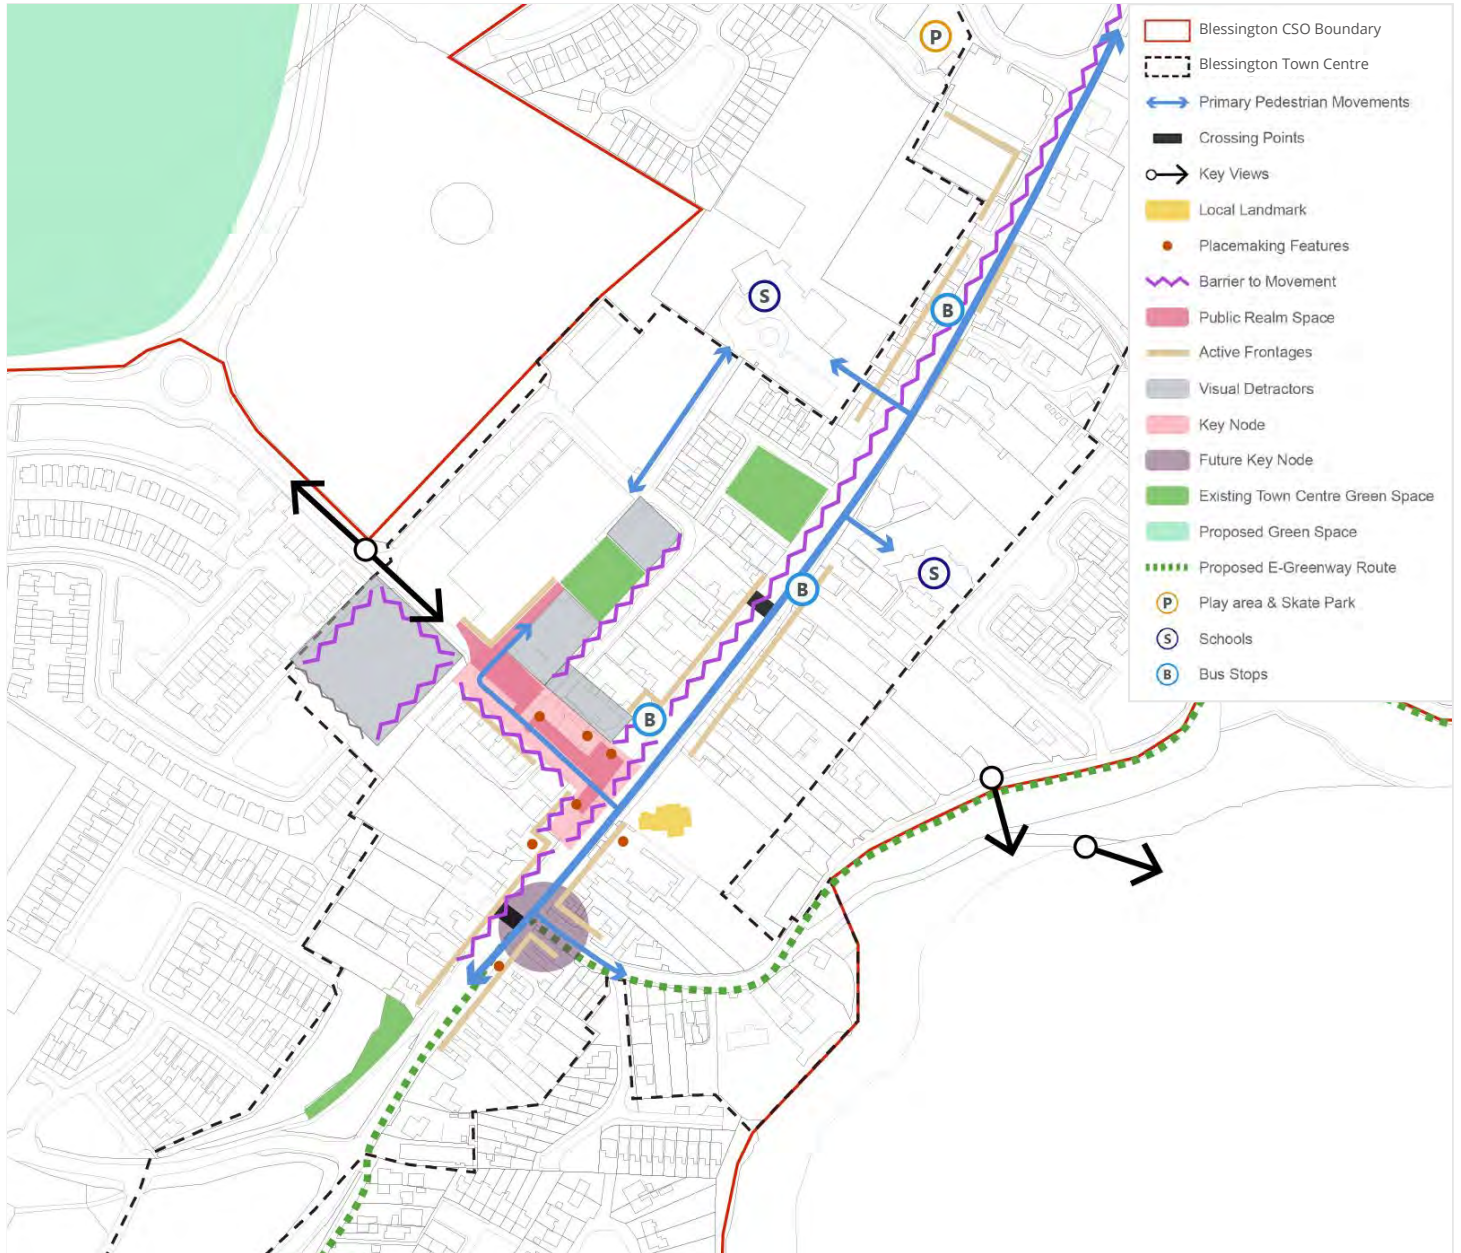 P
S
B
S
B
B
Blessington CSO Boundary
Blessington Town Centre
Primary Pedestrian Movements
Crossing Points
Key Views
Local Landmark
Placemaking Features
Barrier to Movement
Public Realm Space
Active Frontages
Visual Detractors
Key Node
Future Key Node
Existing Town Centre Green Space
Proposed Green Space
Proposed E-Greenway Route
P Play area & Skate Park
S Schools
B Bus Stops